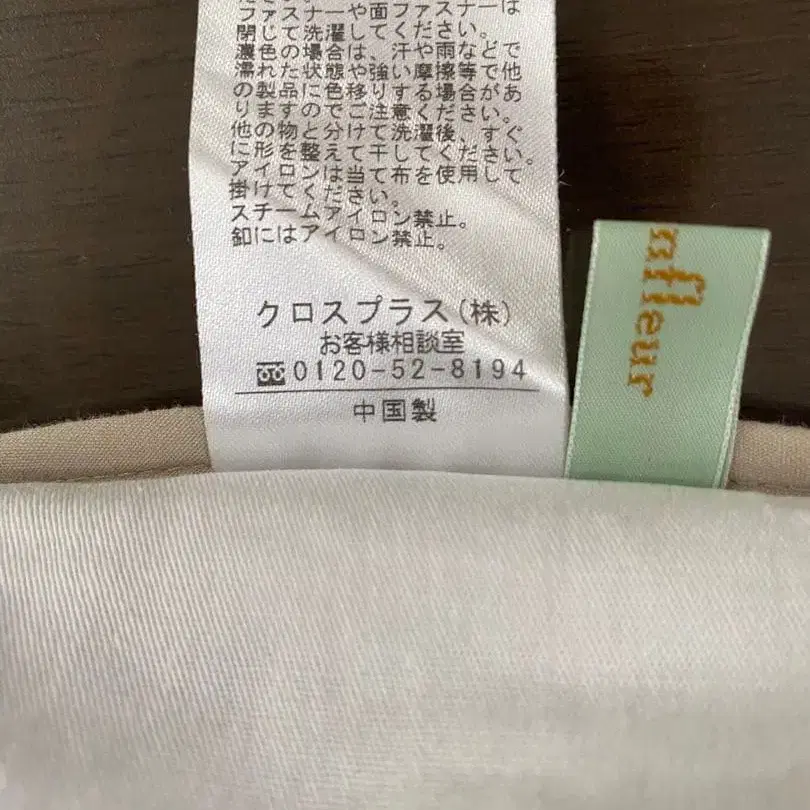 ファスナーや面ファスナーは
閉じて洗濯してください。
濃色の場合は、汗や雨などで
濡れた状態や強い摩擦等で他
の製品に色移りする場合があ
りますのでご注意ください。
他の物と分けて洗濯後、すぐ
に形を整えて干してください。
アイロンは当て布を使用して
掛けてください。
スチームアイロン禁止。
釦にはアイロン禁止。
クロスプラス(株)
お客様相談室
0120-52-8194
中国製
nfleur